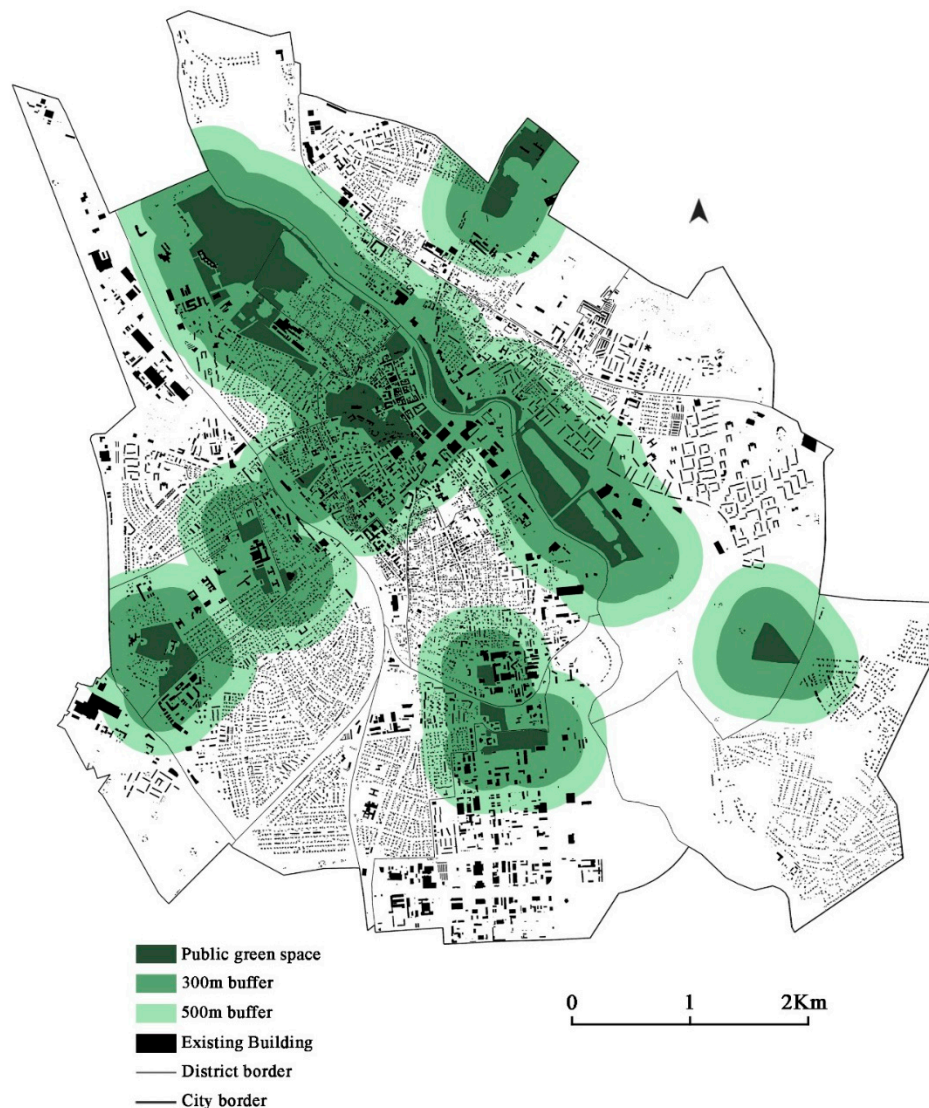 Public green space
300m buffer
500m buffer
Existing Building
District border
City border
0 1 2Km